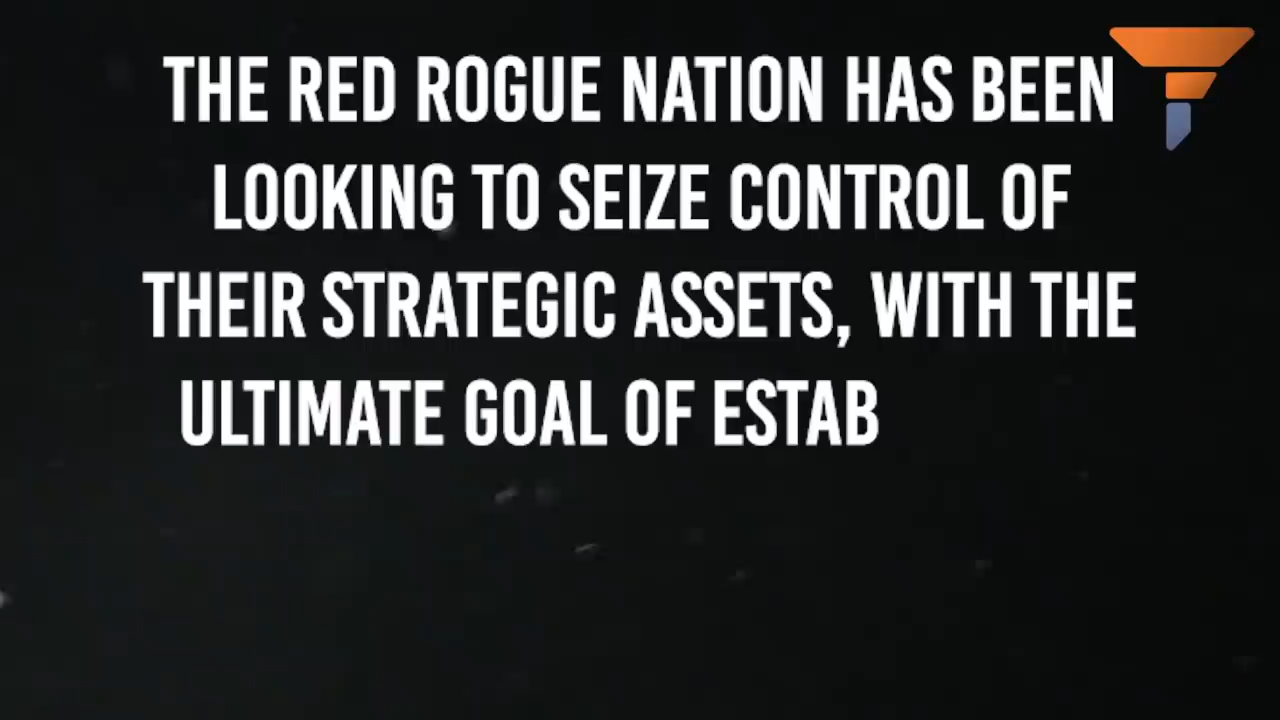 THE RED ROGUE NATION HAS BEEN
LOOKING TO SEIZE CONTROL OF
THEIR STRATEGIC ASSETS, WITH THE
ULTIMATE GOAL OF ESTAB